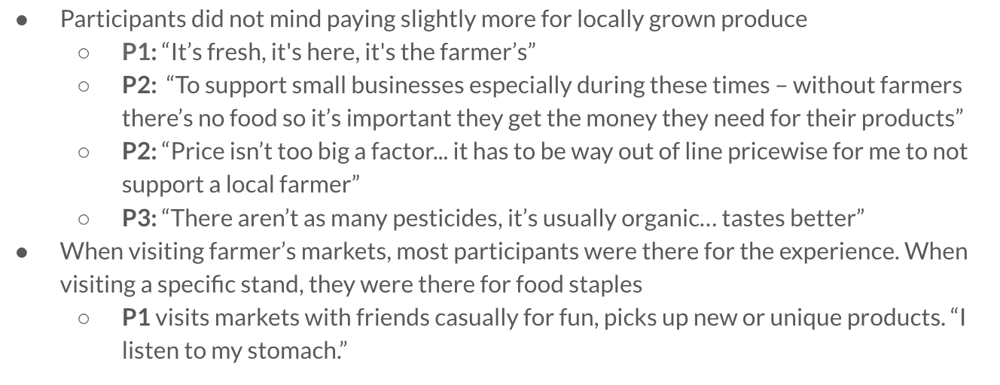 ● Participants did not mind paying slightly more for locally grown produce
○ P1: “It’s fresh, it's here, it's the farmer’s”
○ P2: “To support small businesses especially during these times – without farmers
there’s no food so it’s important they get the money they need for their products”
○ P2: “Price isn’t too big a factor... it has to be way out of line pricewise for me to not
support a local farmer”
○ P3: “There aren’t as many pesticides, it’s usually organic… tastes better”
● When visiting farmer’s markets, most participants were there for the experience. When
visiting a specific stand, they were there for food staples
○ P1 visits markets with friends casually for fun, picks up new or unique products. “I
listen to my stomach.”